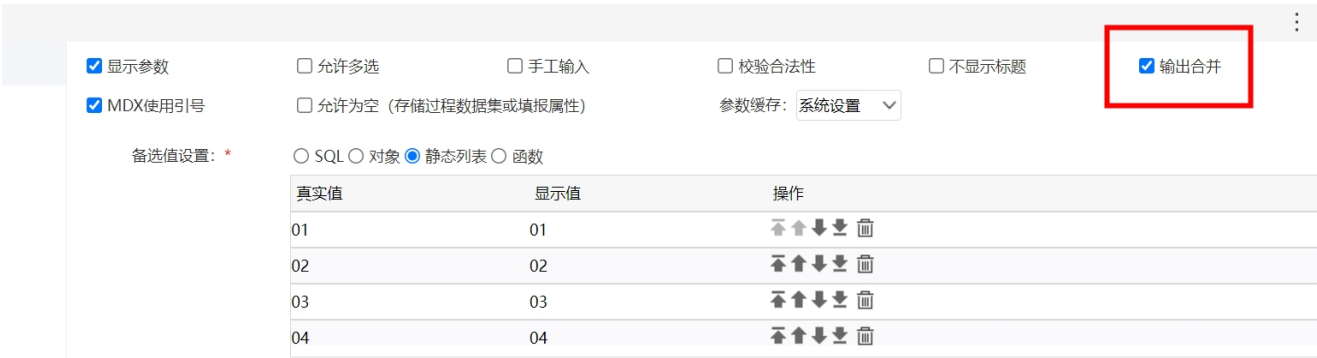 显示参数 允许多选 手工输入 校验合法性 不显示标题 输出合并
MDX使用引号 允许为空（存储过程数据集或填报属性） 参数缓存： 系统设置
备选值设置：* SQL 对象 静态列表 函数
真实值 显示值 操作
01 01
02 02
03 03
04 04